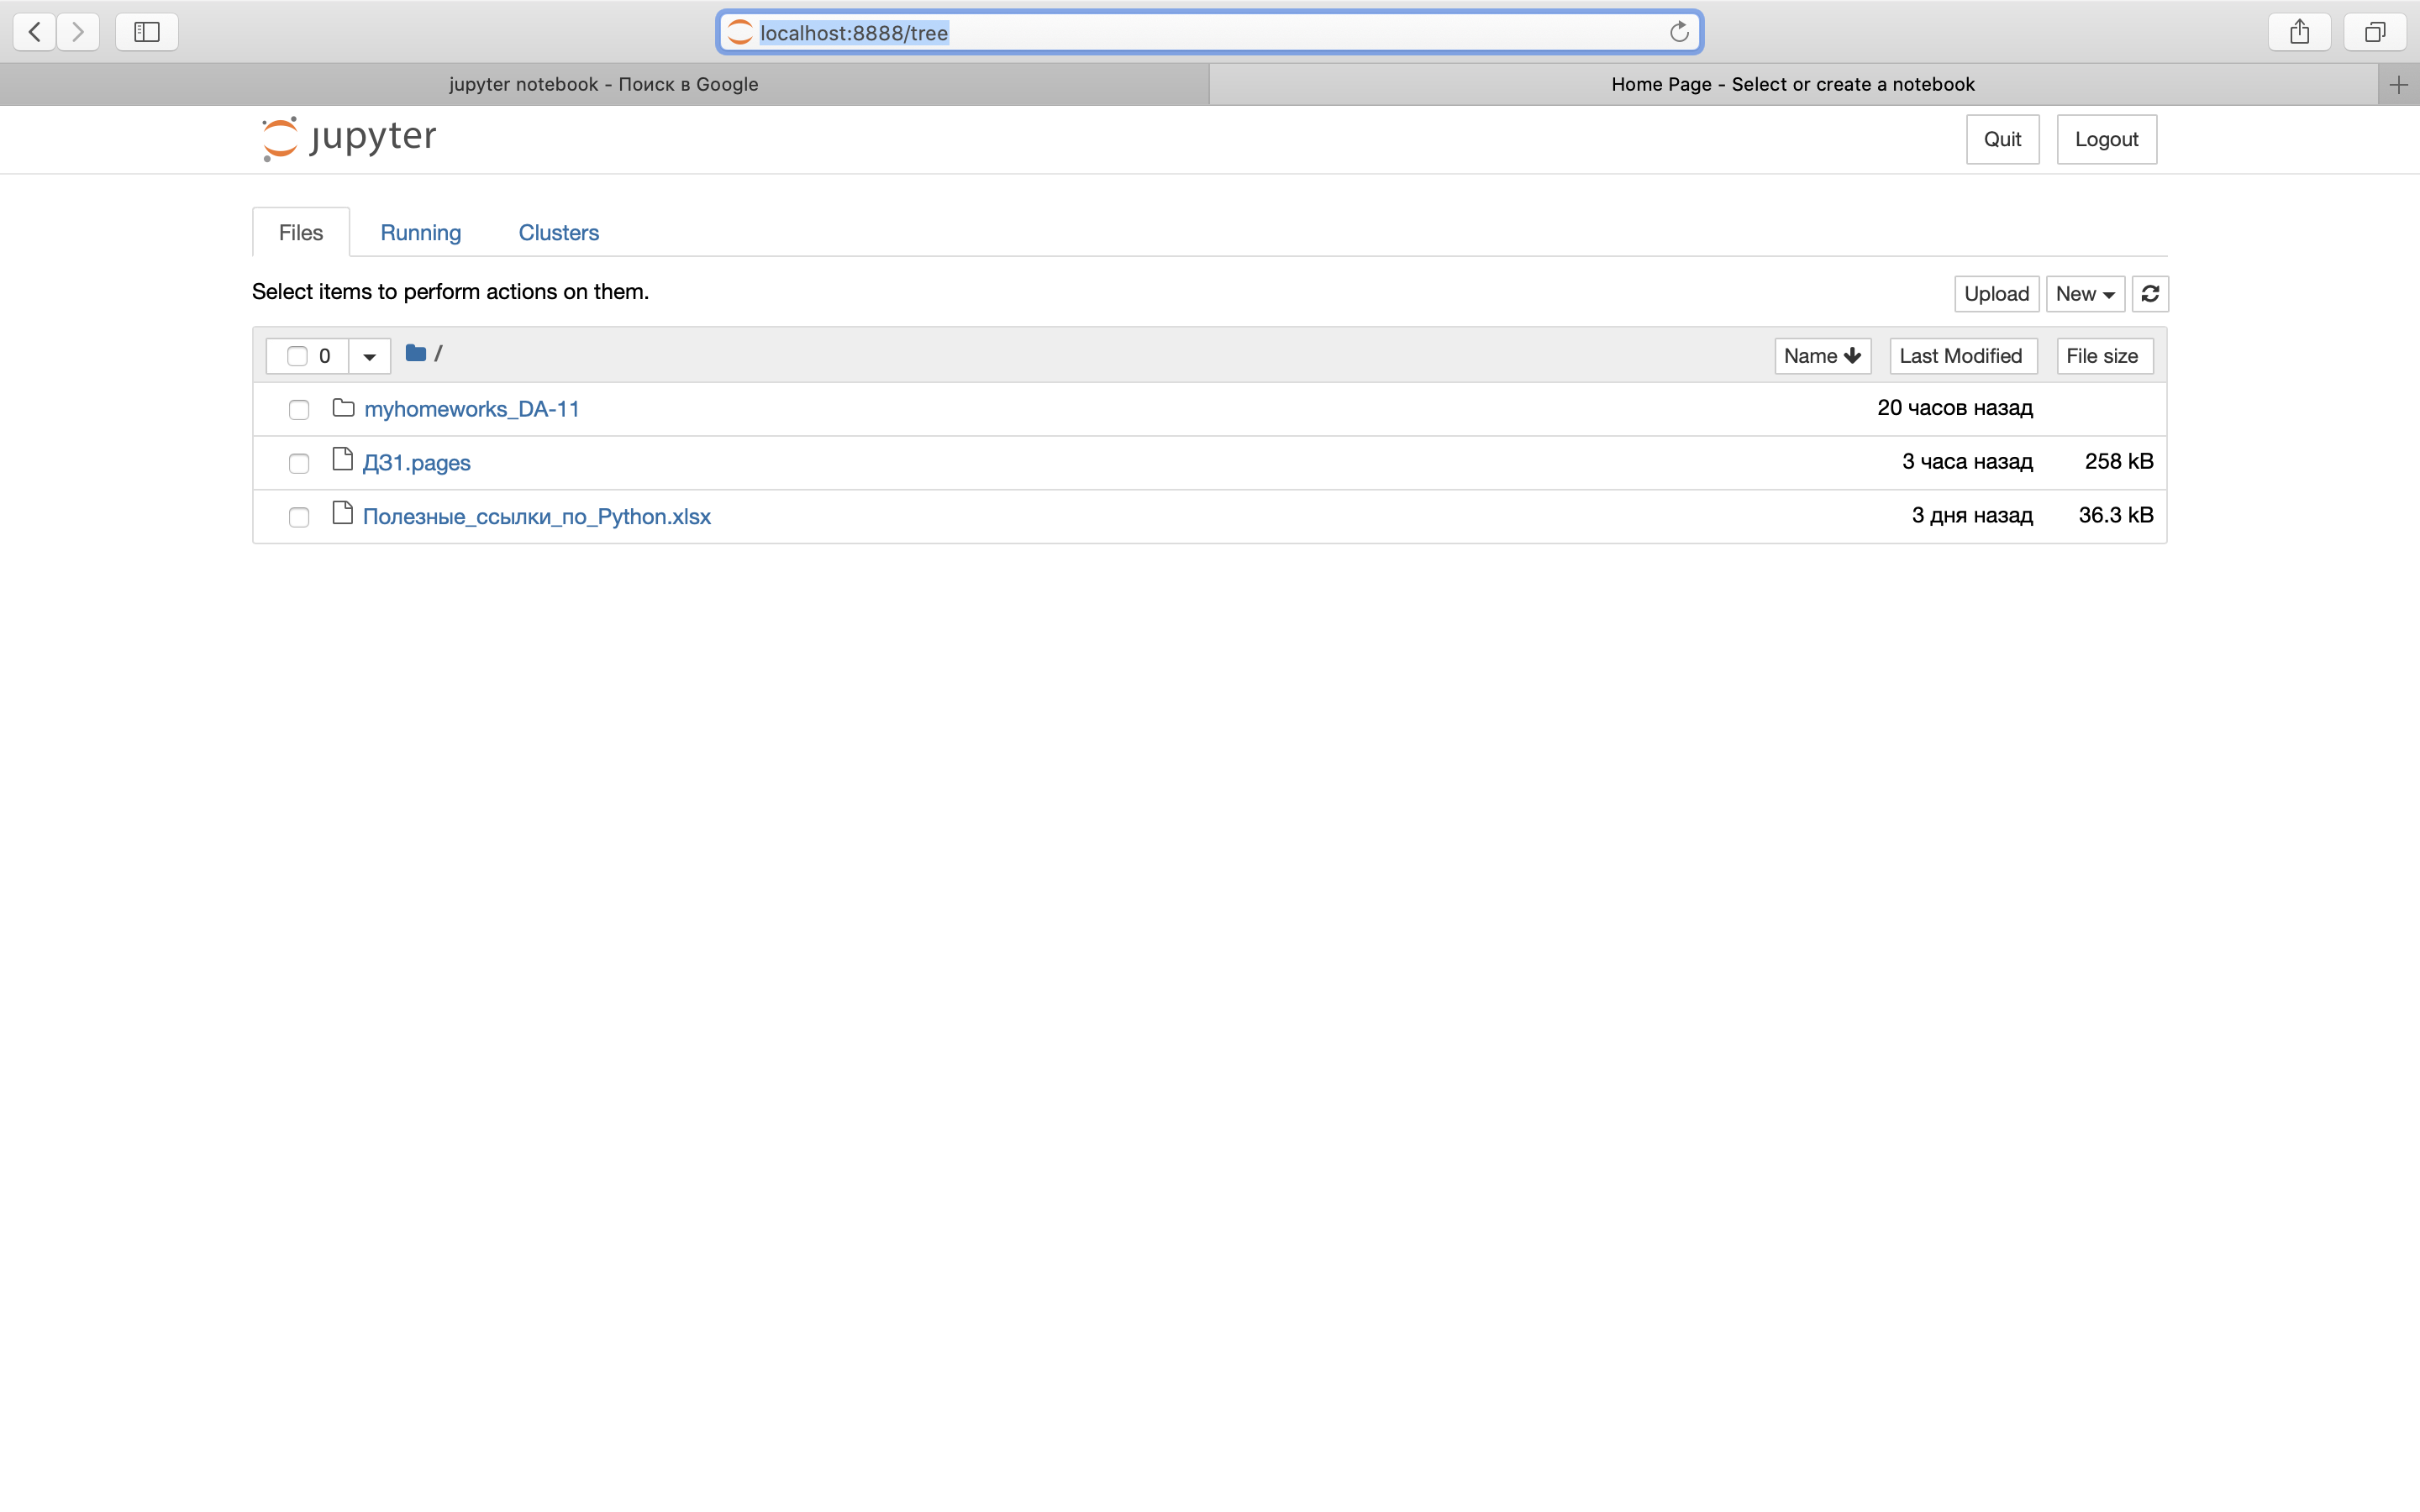 localhost:8888/tree
jupyter notebook - Поиск в Google
Home Page - Select or create a notebook
jupyter
Quit
Logout
Files
Running
Clusters
Select items to perform actions on them.
Upload
New
0
/
Name
Last Modified
File size
myhomeworks_DA-11
20 часов назад
ДЗ1.pages
3 часа назад
258 kB
Полезные_ссылки_по_Python.xlsx
3 дня назад
36.3 kB